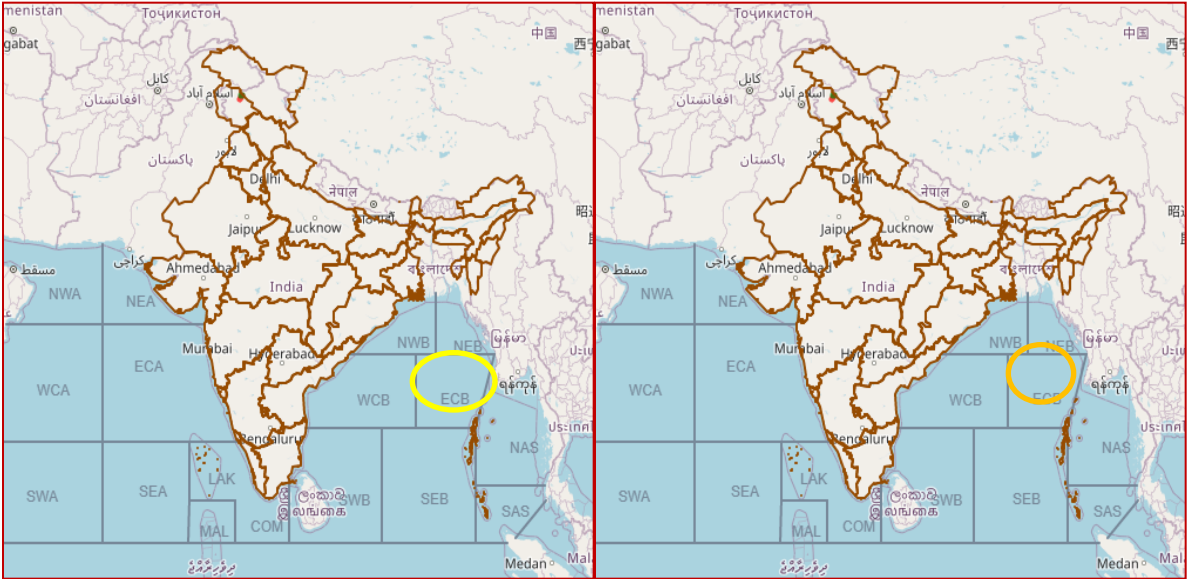 menistan
Тоҷикистон
gabat
中国
西
کابل
افغانستان
اسلام آباد
لاہور
پاکستان
Delhi
नेपाल
昭
Jaipur
Lucknow
کراچی
مسقط
Ahmedabad
বাংলাদেশ
India
NWA
NEA
မြန်မာ
NWB
NEB
Mumbai
Hyderabad
ECA
WCA
ရန်ကုန်
WCB
ECB
ประเท
Bengaluru
NAS
LAK
SEA
SWA
SWB
SEB
SAS
COM
MAL
Medan
Mal
ދިވެހިރާއްޖެ
Тоҷикистон
menistan
gabat
中国
西
کابل
افغانستان
اسلام آباد
لاہور
پاکستان
Delhi
नेपाल
昭
Jaipur
Lucknow
کراچی
مسقط
Ahmedabad
বাংলাদেশ
India
NWA
NEA
မြန်မာ
NWB
NEB
Mumbai
Hyderabad
ECA
WCA
ရန်ကုန်
WCB
ECB
ประเท
Bengaluru
NAS
LAK
SEA
SWA
SWB
SEB
SAS
COM
MAL
Medan
Ma
ދިވެހިރާއްޖެ